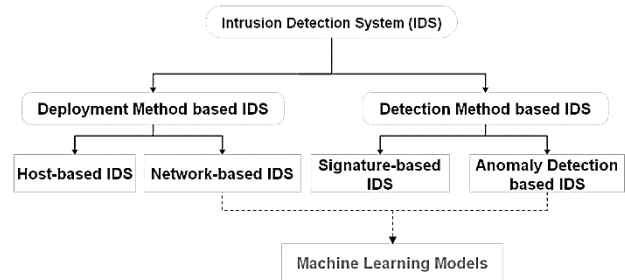 Intrusion Detection System (IDS)
Deployment Method based IDS
Detection Method based IDS
Host-based IDS
Network-based IDS
Signature-based
IDS
Anomaly Detection
based IDS
Machine Learning Models